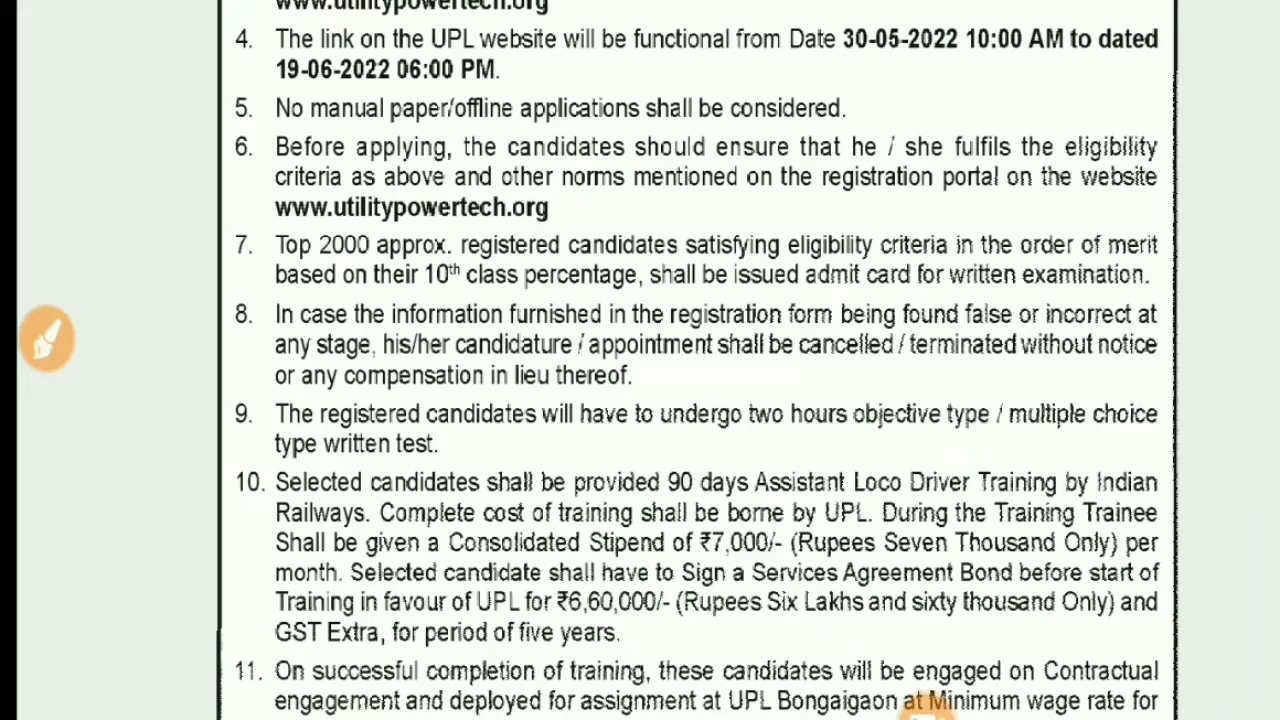 www.utilitypowertech.org
4. The link on the UPL website will be functional from Date 30-05-2022 10:00 AM to dated
19-06-2022 06:00 PM.
5. No manual paper/offline applications shall be considered.
6. Before applying, the candidates should ensure that he / she fulfils the eligibility
criteria as above and other norms mentioned on the registration portal on the website
www.utilitypowertech.org
7. Top 2000 approx. registered candidates satisfying eligibility criteria in the order of merit
based on their 10th class percentage, shall be issued admit card for written examination.
8. In case the information furnished in the registration form being found false or incorrect at
any stage, his/her candidature / appointment shall be cancelled / terminated without notice
or any compensation in lieu thereof.
9. The registered candidates will have to undergo two hours objective type / multiple choice
type written test.
10. Selected candidates shall be provided 90 days Assistant Loco Driver Training by Indian
Railways. Complete cost of training shall be borne by UPL. During the Training Trainee
Shall be given a Consolidated Stipend of ₹7,000/- (Rupees Seven Thousand Only) per
month. Selected candidate shall have to Sign a Services Agreement Bond before start of
Training in favour of UPL for ₹6,60,000/- (Rupees Six Lakhs and sixty thousand Only) and
GST Extra, for period of five years.
11. On successful completion of training, these candidates will be engaged on Contractual
engagement and deployed for assignment at UPL Bongaigaon at Minimum wage rate for